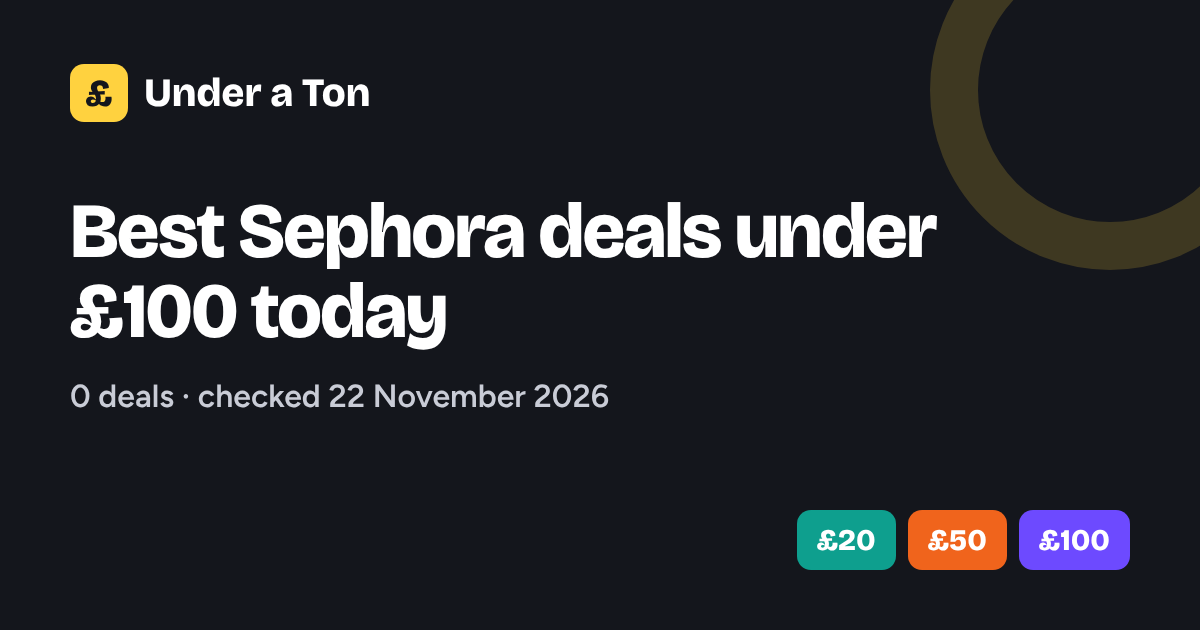 £ Under a Ton
Best Sephora deals under
£100 today
0 deals · checked 22 November 2026
£20 £50 £100